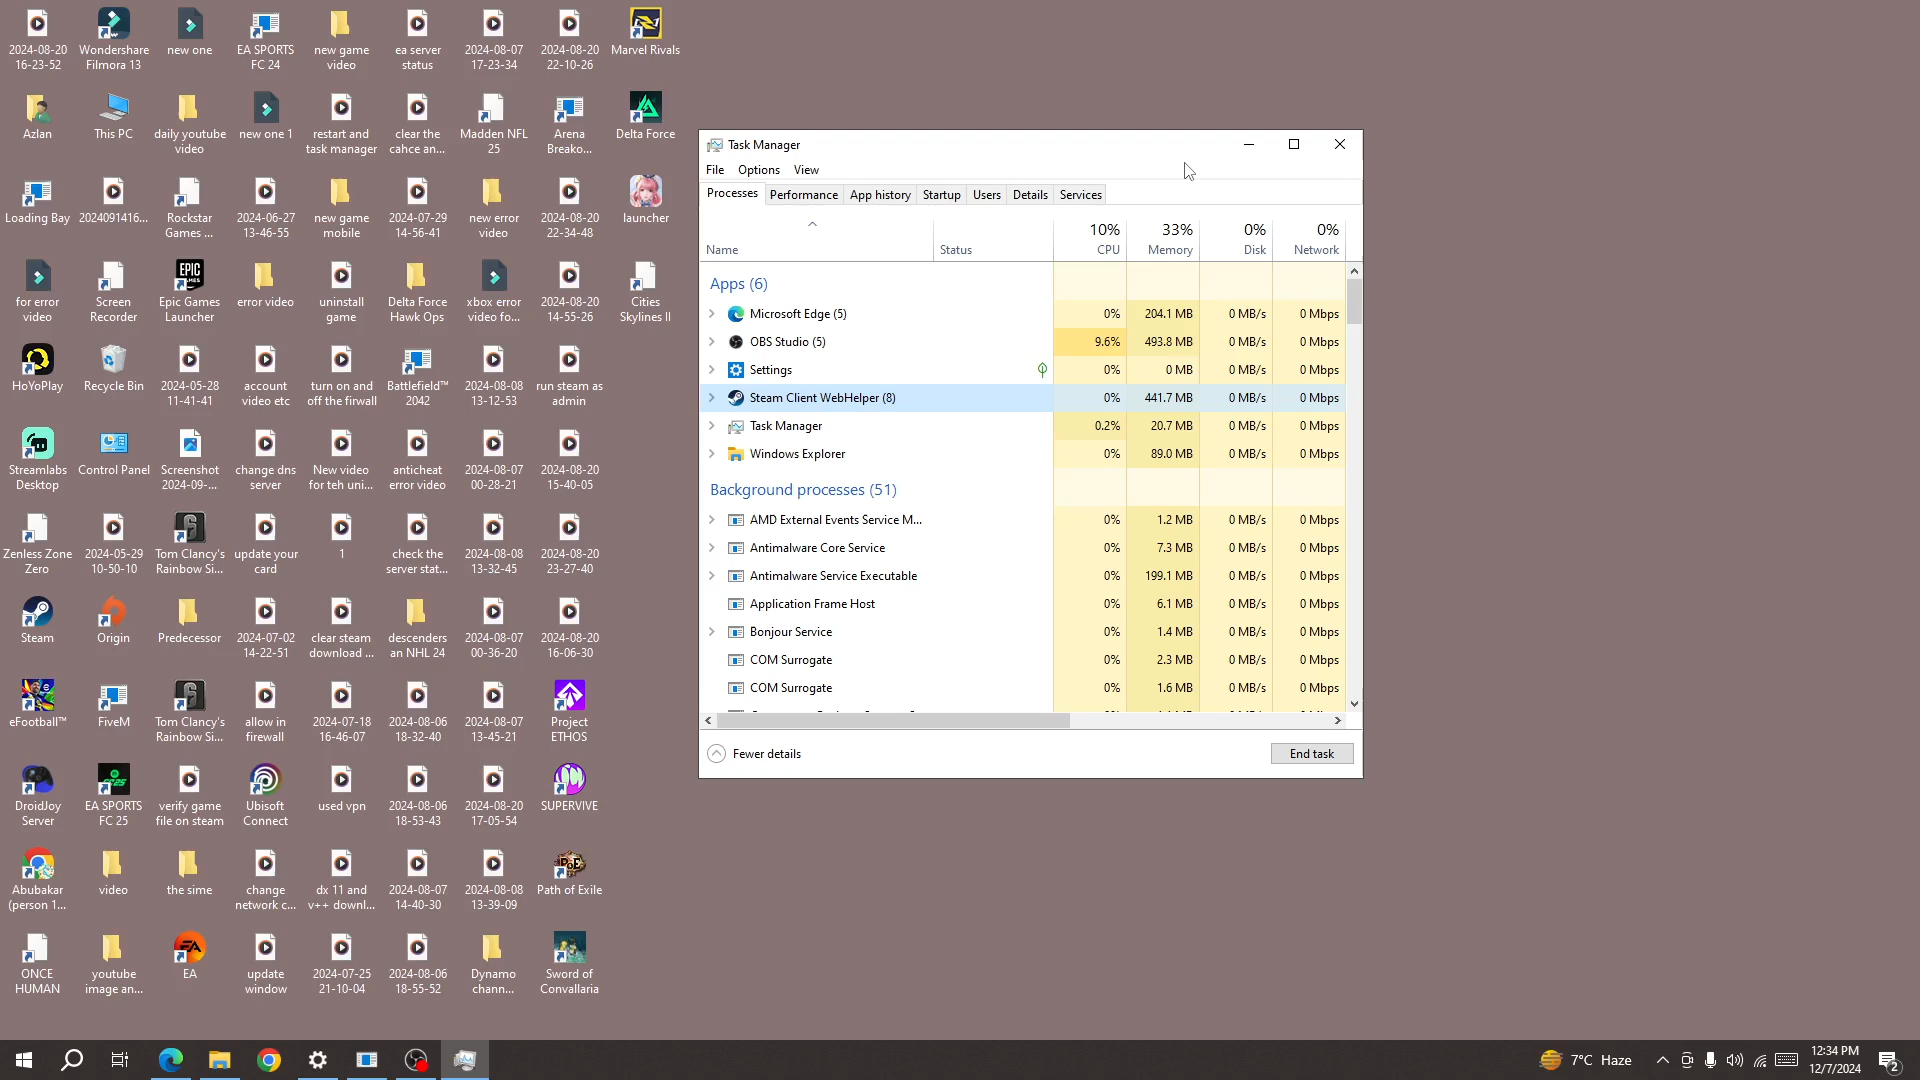 2024-08-20
16-23-52
Wondershare
Filmora 13
new one
EA SPORTS
FC 24
new game
video
ea server
status
2024-08-07
17-23-34
2024-08-20
22-10-26
Marvel Rivals
Azlan
This PC
daily youtube
video
new one 1
restart and
task manager
clear the
cahce an...
Madden NFL
25
Arena
Breako...
Delta Force
Loading Bay
2024091416...
Rockstar
Games ...
2024-06-27
13-46-55
new game
mobile
2024-07-29
14-56-41
new error
video
2024-08-20
22-34-48
launcher
for error
video
Screen
Recorder
EPIC
GAMES
Epic Games
Launcher
error video
uninstall
game
Delta Force
Hawk Ops
xbox error
video fo...
2024-08-20
14-55-26
Cities
Skylines II
HoYoPlay
Recycle Bin
2024-05-28
11-41-41
account
video etc
turn on and
off the firwall
Battlefield™
2042
2024-08-08
13-12-53
run steam as
admin
Streamlabs
Desktop
Control Panel
Screenshot
2024-09-...
change dns
server
New video
for teh uni...
anticheat
error video
2024-08-07
00-28-21
2024-08-20
15-40-05
Zenless Zone
Zero
2024-05-29
10-50-10
Tom Clancy's
Rainbow Si...
update your
card
1
check the
server stat...
2024-08-08
13-32-45
2024-08-20
23-27-40
Steam
Origin
Predecessor
2024-07-02
14-22-51
clear steam
download ...
descenders
an NHL 24
2024-08-07
00-36-20
2024-08-20
16-06-30
eFootball™
FiveM
Tom Clancy's
Rainbow Si...
allow in
firewall
2024-07-18
16-46-07
2024-08-06
18-32-40
2024-08-07
13-45-21
Project
ETHOS
DroidJoy
Server
EA SPORTS
FC 25
verify game
file on steam
Ubisoft
Connect
used vpn
2024-08-06
18-53-43
2024-08-20
17-05-54
SUPERVIVE
Abubakar
(person 1...
video
the sime
change
network c...
dx 11 and
v++ downl...
2024-08-07
14-40-30
2024-08-08
13-39-09
Path of Exile
ONCE
HUMAN
youtube
image an...
EA
update
window
2024-07-25
21-10-04
2024-08-06
18-55-52
Dynamo
chann...
Sword of
Convallaria
Task Manager
File Options View
Processes Performance App history Startup Users Details Services
10% 33% 0% 0%
Name Status CPU Memory Disk Network
Apps (6)
Microsoft Edge (5) 0% 204.1 MB 0 MB/s 0 Mbps
OBS Studio (5) 9.6% 493.8 MB 0 MB/s 0 Mbps
Settings 0% 0 MB 0 MB/s 0 Mbps
Steam Client WebHelper (8) 0% 441.7 MB 0 MB/s 0 Mbps
Task Manager 0.2% 20.7 MB 0 MB/s 0 Mbps
Windows Explorer 0% 89.0 MB 0 MB/s 0 Mbps
Background processes (51)
AMD External Events Service M... 0% 1.2 MB 0 MB/s 0 Mbps
Antimalware Core Service 0% 7.3 MB 0 MB/s 0 Mbps
Antimalware Service Executable 0% 199.1 MB 0 MB/s 0 Mbps
Application Frame Host 0% 6.1 MB 0 MB/s 0 Mbps
Bonjour Service 0% 1.4 MB 0 MB/s 0 Mbps
COM Surrogate 0% 2.3 MB 0 MB/s 0 Mbps
COM Surrogate 0% 1.6 MB 0 MB/s 0 Mbps
Fewer details
End task
7°C Haze
12:34 PM
12/7/2024
2